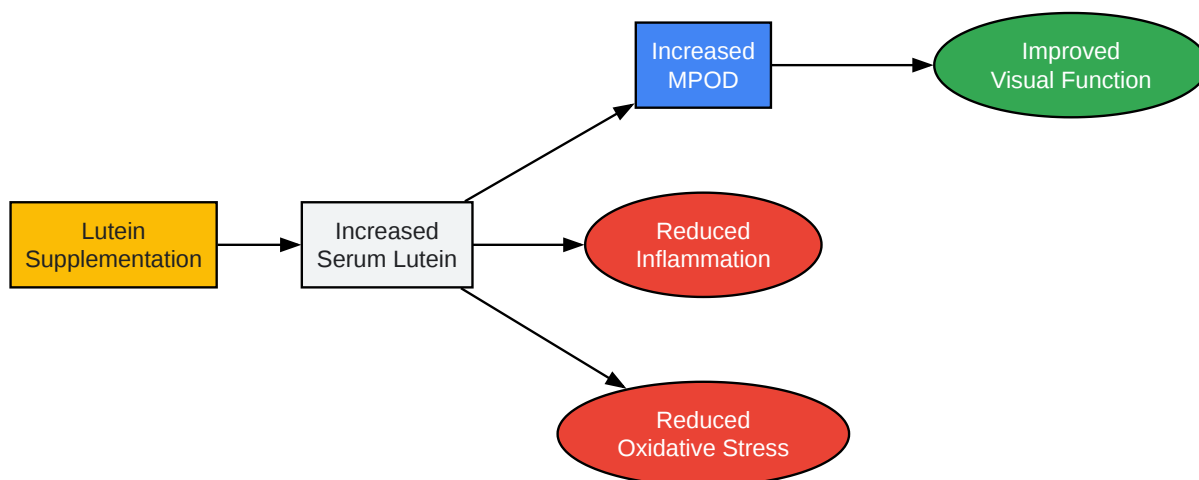 Increased
MPOD
Improved
Visual Function
Lutein
Supplementation
Increased
Serum Lutein
Reduced
Inflammation
Reduced
Oxidative Stress